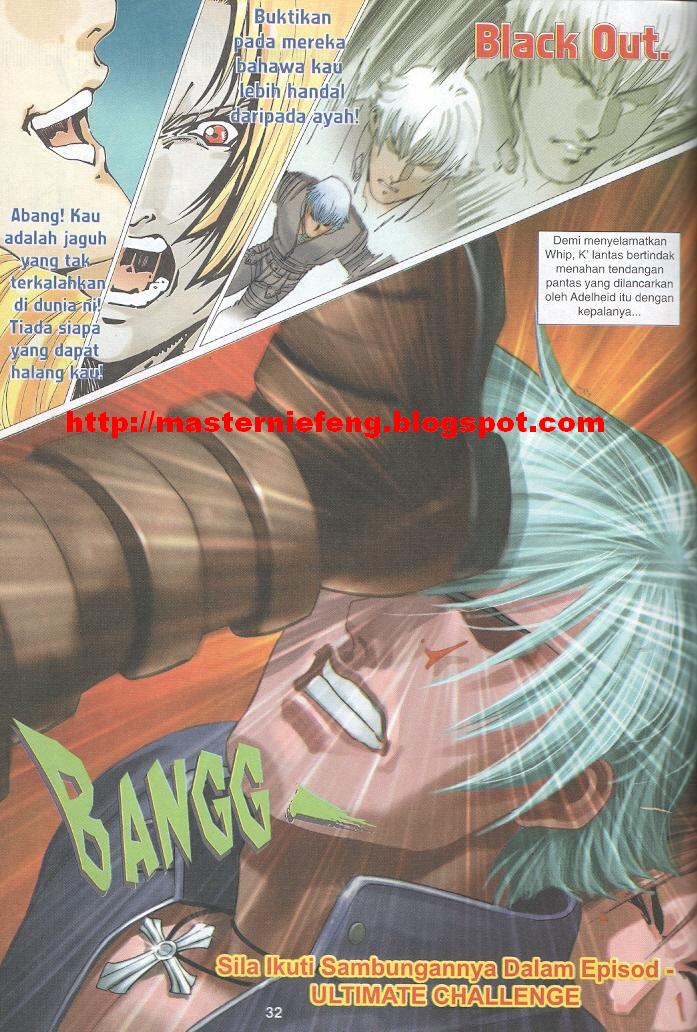 Black Out.
Buktikan
pada mereka
bahawa kau
lebih handal
daripada ayah!
Abang! Kau
adalah jaguh
yang tak
terkalahkan
di dunia ni!
Tiada siapa
yang dapat
halang kau!
Demi menyelamatkan
Whip, K' lantas bertindak
menahan tendangan
pantas yang dilancarkan
oleh Adelheid itu dengan
kepalanya...
http://masterniefeng.blogspot.com
BANGG
Sila Ikuti Sambungannya Dalam Episod -
ULTIMATE CHALLENGE
32